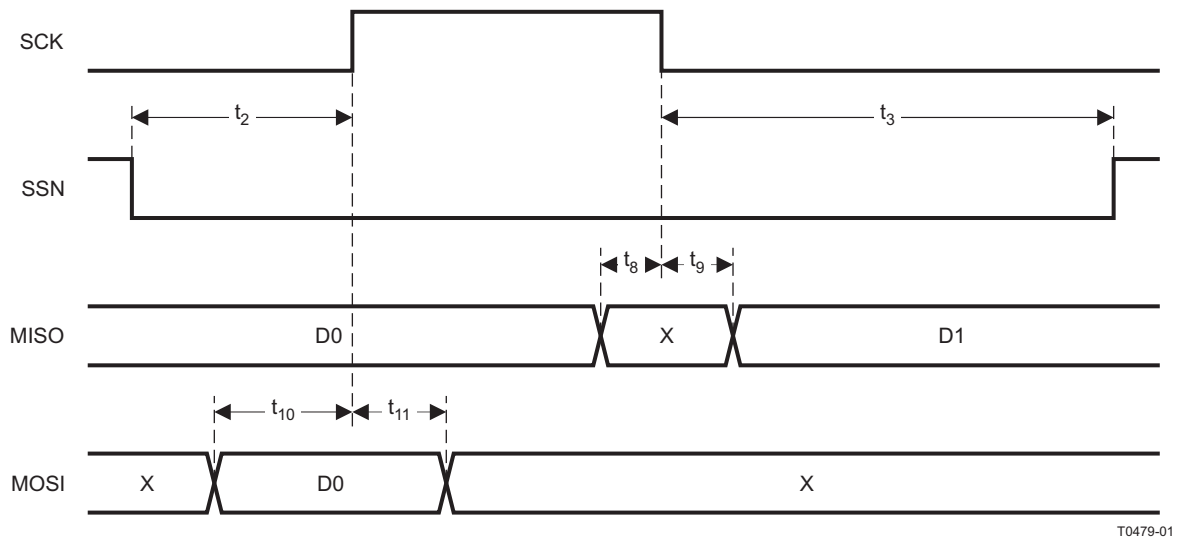 SCK
t2
t3
SSN
t8
t9
MISO
D0
X
D1
t10
t11
MOSI
X
D0
X
T0479-01